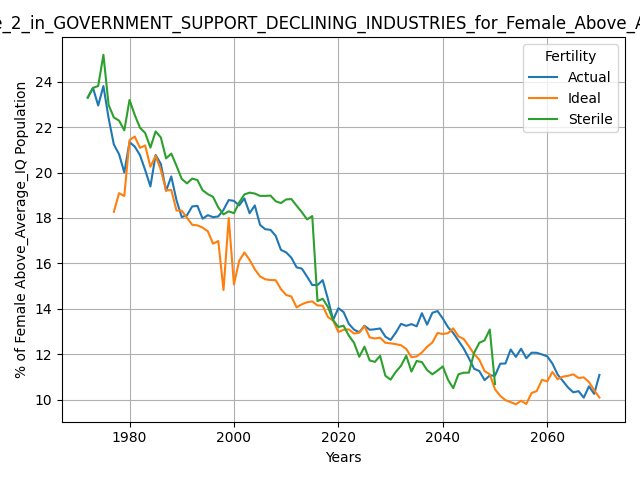 _2_in_GOVERNMENT_SUPPORT_DECLINING_INDUSTRIES_for_Female_Above_A
% of Female Above_Average_IQ Population
24
22
20
18
16
14
12
10
1980
2000
2020
2040
2060
Years
Fertility
Actual
Ideal
Sterile